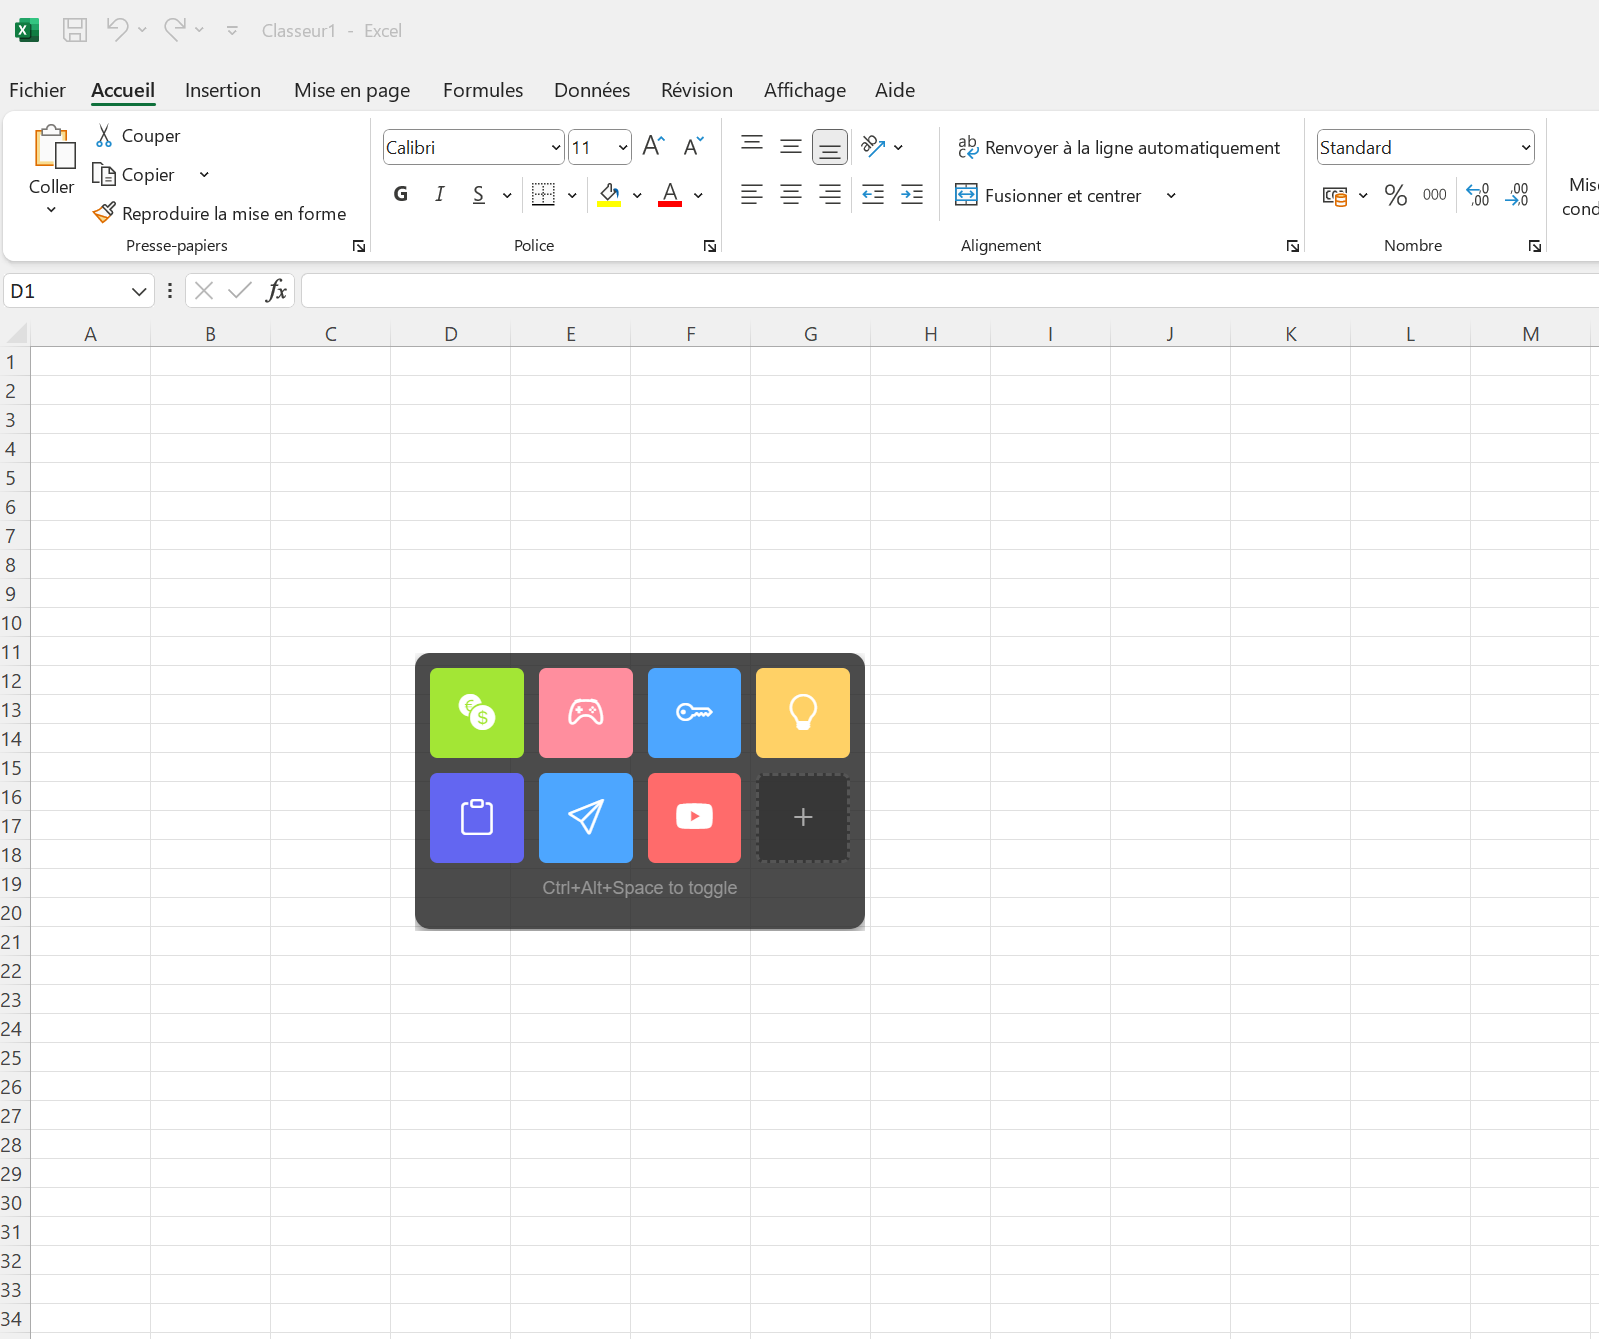 Classeur1 - Excel
Fichier Accueil Insertion Mise en page Formules Données Révision Affichage Aide
Coller
Couper
Copier
Reproduire la mise en forme
Presse-papiers
Calibri 11
G I S A
Police
Renvoyer à la ligne automatiquement
Fusionner et centrer
Alignement
Standard
% 000 ,00 ,00
Nombre
Mis
cond
D1 fx
A B C D E F G H I J K L M
1
2
3
4
5
6
7
8
9
10
11
12
13
14
15
16
17
18
19
20
21
22
23
24
25
26
27
28
29
30
31
32
33
34
€ $
Ctrl+Alt+Space to toggle